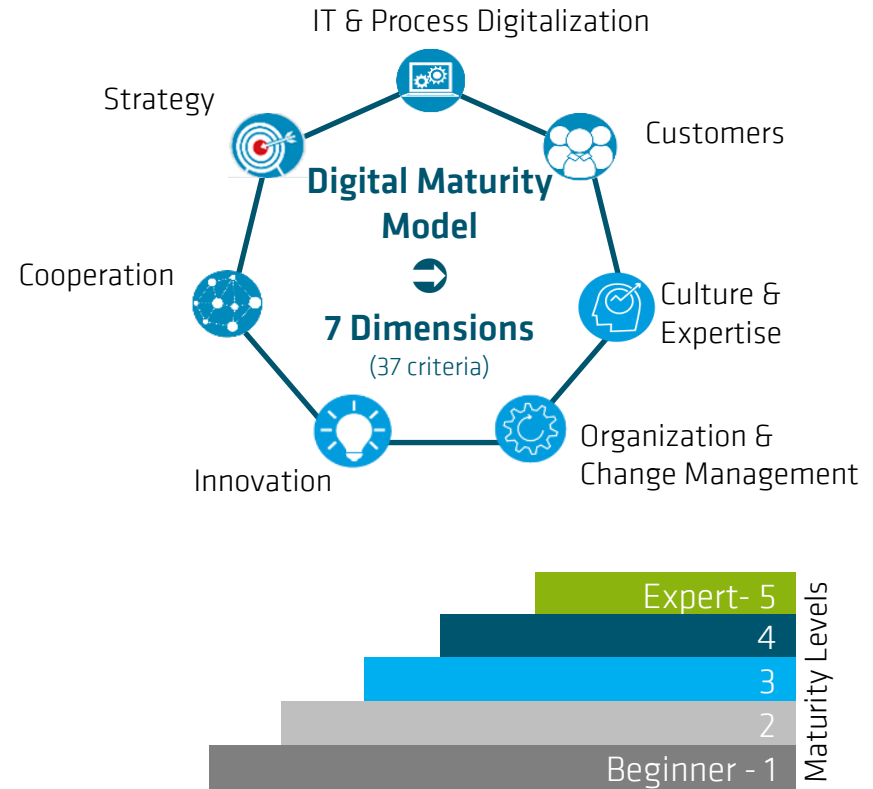 IT & Process Digitalization
Strategy
Customers
Digital Maturity
Model
7 Dimensions
(37 criteria)
Cooperation
Culture &
Expertise
Organization &
Change Management
Innovation
Expert- 5
4
3
2
Beginner - 1
Maturity Levels